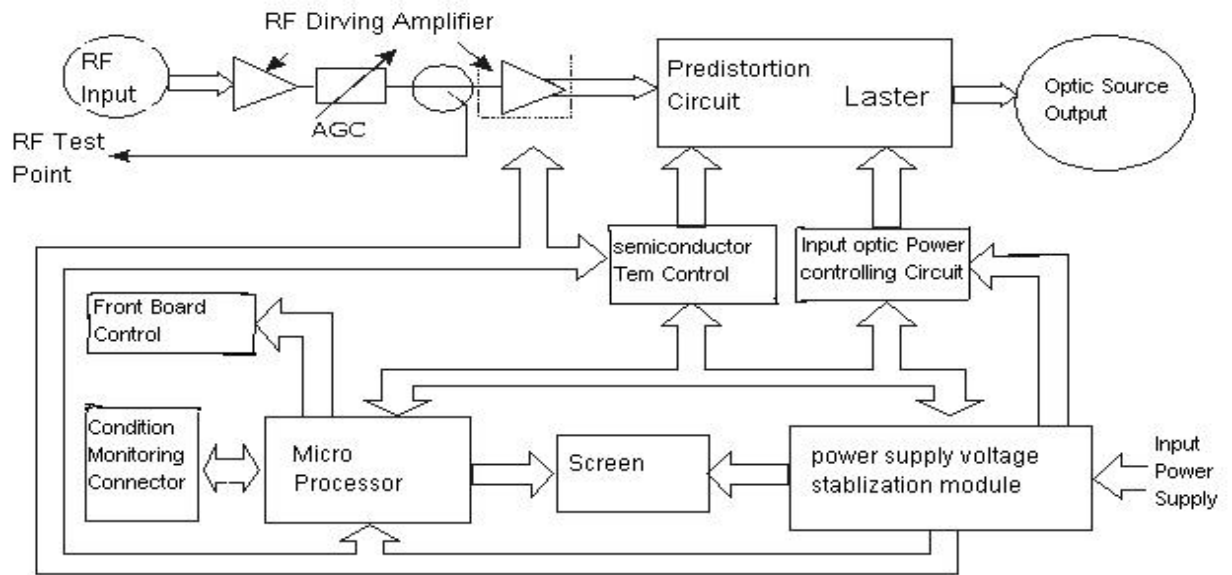 RF Dirving Amplifier
RF
Input
AGC
RF Test
Point
Predistortion
Circuit
Laster
Optic Source
Output
semiconductor
Tem Control
Input optic Power
controlling Circuit
Front Board
Control
Condition
Monitoring
Connector
Micro
Processor
Screen
power supply voltage
stablization module
Input
Power
Supply